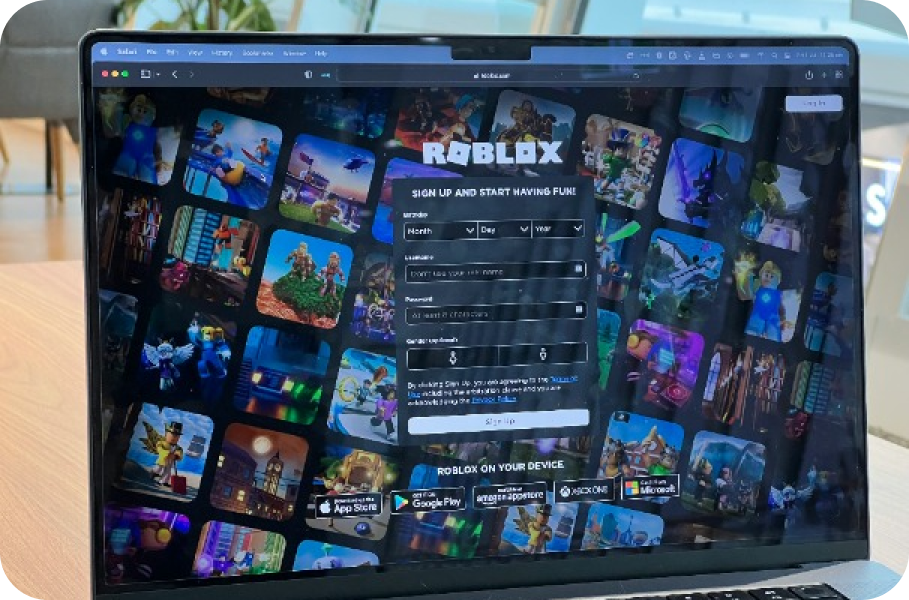 Safari File Edit View History Bookmarks Window Help
roblox.com
Log In
ROBLOX
SIGN UP AND START HAVING FUN!
Birthday
Month Day Year
Username
Don't use your real name
Password
At least 8 characters
Gender (optional)
By clicking Sign Up, you are agreeing to the Terms of
Use including the arbitration clause and you are
acknowledging the Privacy Policy
Sign Up
ROBLOX ON YOUR DEVICE
Download on the
App Store
GET IT ON
Google Play
available at
amazon appstore
XBOX ONE
Get it from
Microsoft
S